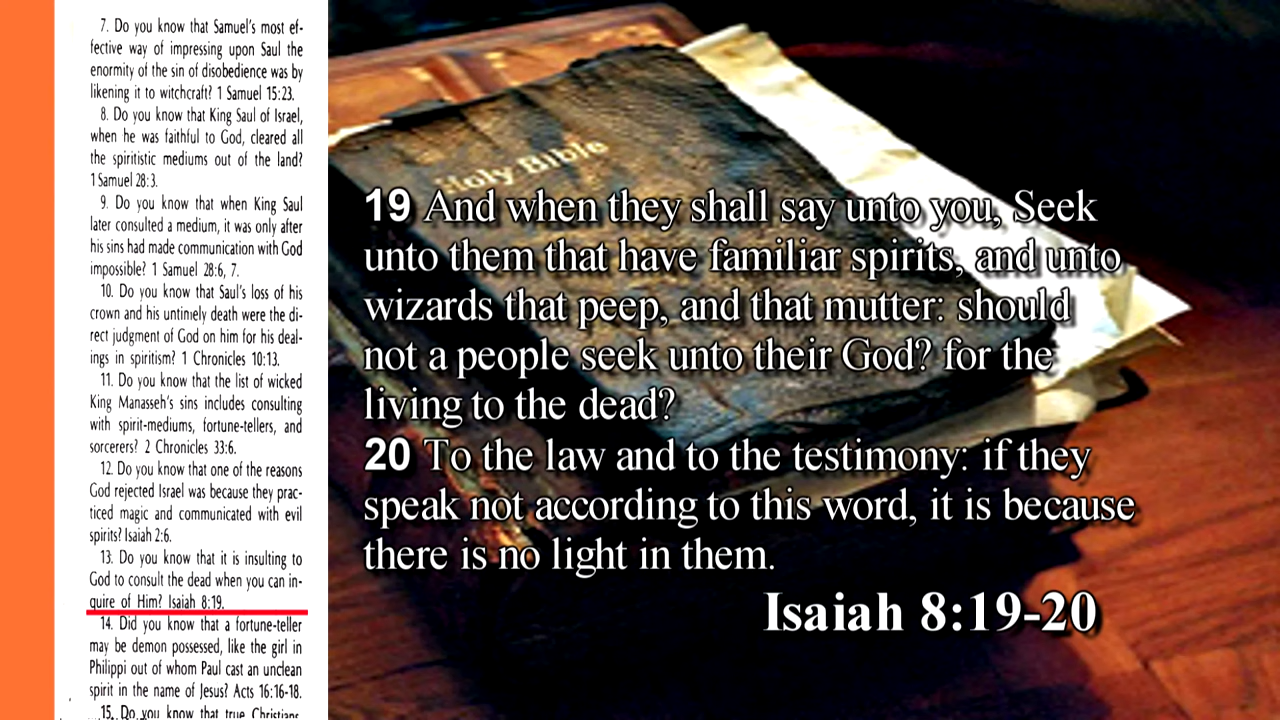 7. Do you know that Samuel's most ef-
fective way of impressing upon Saul the
enormity of the sin of disobedience was by
likening it to witchcraft? 1 Samuel 15:23.
8. Do you know that King Saul of Israel,
when he was faithful to God, cleared all
the spiritistic mediums out of the land?
1 Samuel 28:3.
9. Do you know that when King Saul
later consulted a medium, it was only after
his sins had made communication with God
impossible? 1 Samuel 28:6, 7.
10. Do you know that Saul's loss of his
crown and his untimely death were the di-
rect judgment of God on him for his deal-
ings in spiritism? 1 Chronicles 10:13.
11. Do you know that the list of wicked
King Manasseh's sins includes consulting
with spirit-mediums, fortune-tellers, and
sorcerers? 2 Chronicles 33:6.
12. Do you know that one of the reasons
God rejected Israel was because they prac-
ticed magic and communicated with evil
spirits? Isaiah 2:6.
13. Do you know that it is insulting to
God to consult the dead when you can in-
quire of Him? Isaiah 8:19.
14. Did you know that a fortune-teller
may be demon possessed, like the girl in
Philippi out of whom Paul cast an unclean
spirit in the name of Jesus? Acts 16:16-18.
15. Do you know that true Christians,
Holy Bible
19 And when they shall say unto you, Seek
unto them that have familiar spirits, and unto
wizards that peep, and that mutter: should
not a people seek unto their God? for the
living to the dead?
20 To the law and to the testimony: if they
speak not according to this word, it is because
there is no light in them.
Isaiah 8:19-20